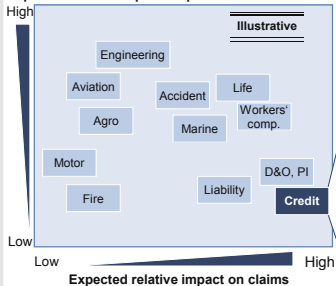 High
Illustrative
Engineering
Aviation
Life
Accident
Workers'
comp.
Agro
Marine
Motor
D&O, PI
Liability
Fire
Credit
Low
Low
High
Expected relative impact on claims